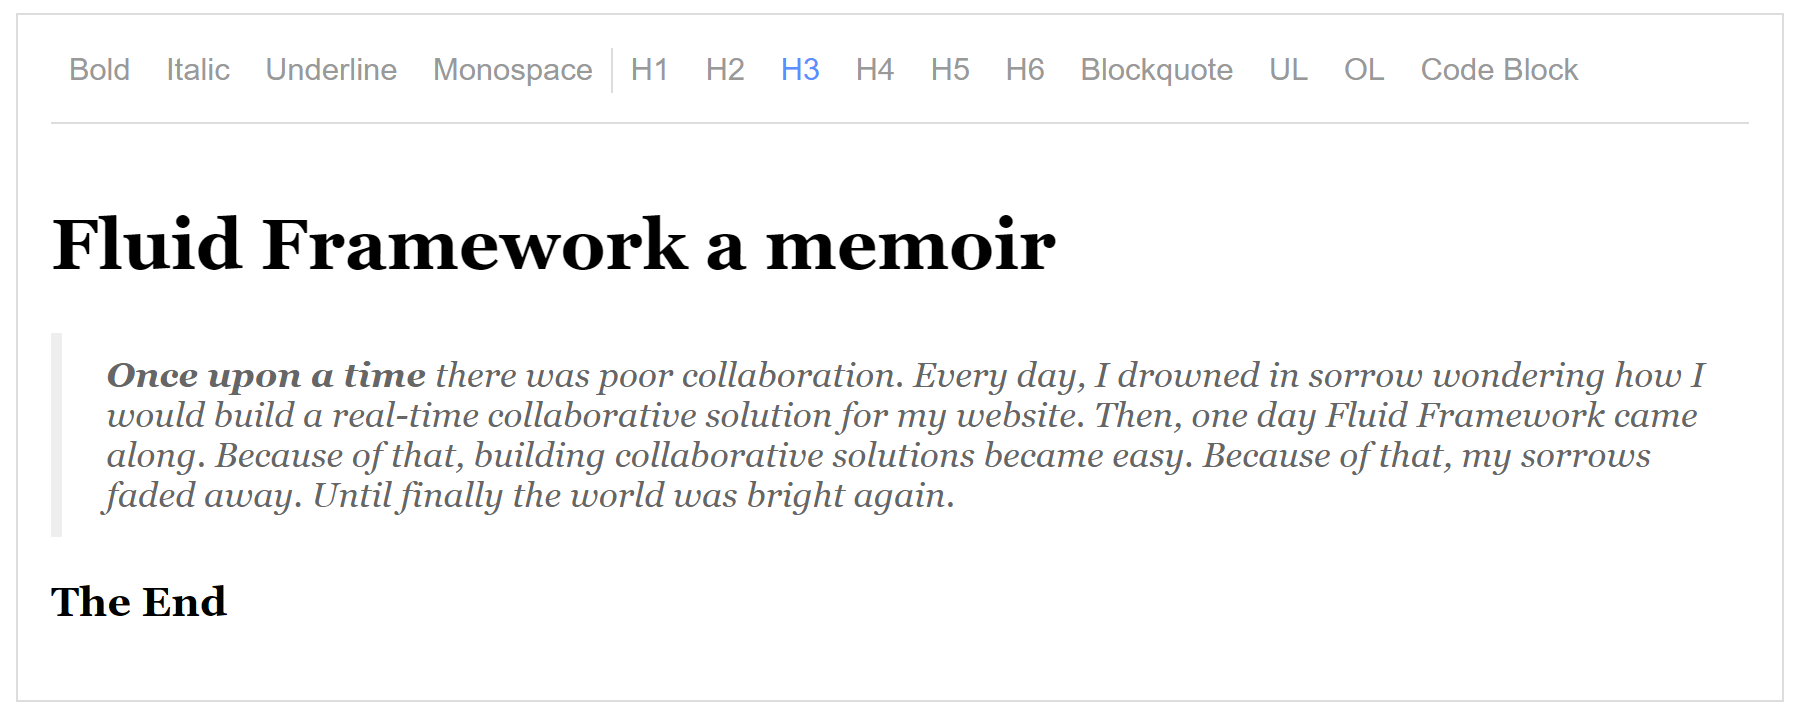 Bold Italic Underline Monospace H1 H2 H3 H4 H5 H6 Blockquote UL OL Code Block
Fluid Framework a memoir
Once upon a time there was poor collaboration. Every day, I drowned in sorrow wondering how I
would build a real-time collaborative solution for my website. Then, one day Fluid Framework came
along. Because of that, building collaborative solutions became easy. Because of that, my sorrows
faded away. Until finally the world was bright again.
The End